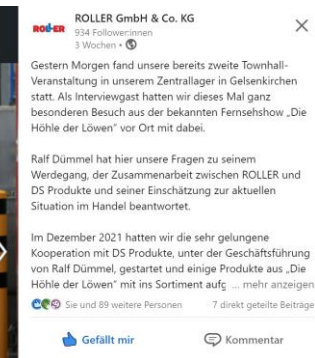 ROLLER
ROLLER GmbH & Co. KG
934 Follower:innen
3 Wochen •
Gestern Morgen fand unsere bereits zweite Townhall-
Veranstaltung in unserem Zentrallager in Gelsenkirchen
statt. Als Interviewgast hatten wir dieses Mal ganz
besonderen Besuch aus der bekannten Fernsehshow „Die
Höhle der Löwen“ vor Ort mit dabei.
Ralf Dümmel hat hier unsere Fragen zu seinem
Werdegang, der Zusammenarbeit zwischen ROLLER und
DS Produkte und seiner Einschätzung zur aktuellen
Situation im Handel beantwortet.
Im Dezember 2021 hatten wir die sehr gelungene
Kooperation mit DS Produkte, unter der Geschäftsführung
von Ralf Dümmel, gestartet und einige Produkte aus „Die
Höhle der Löwen“ mit ins Sortiment aufg ... mehr anzeigen
Sie und 89 weitere Personen 7 direkt geteilte Beiträge
Gefällt mir Kommentar